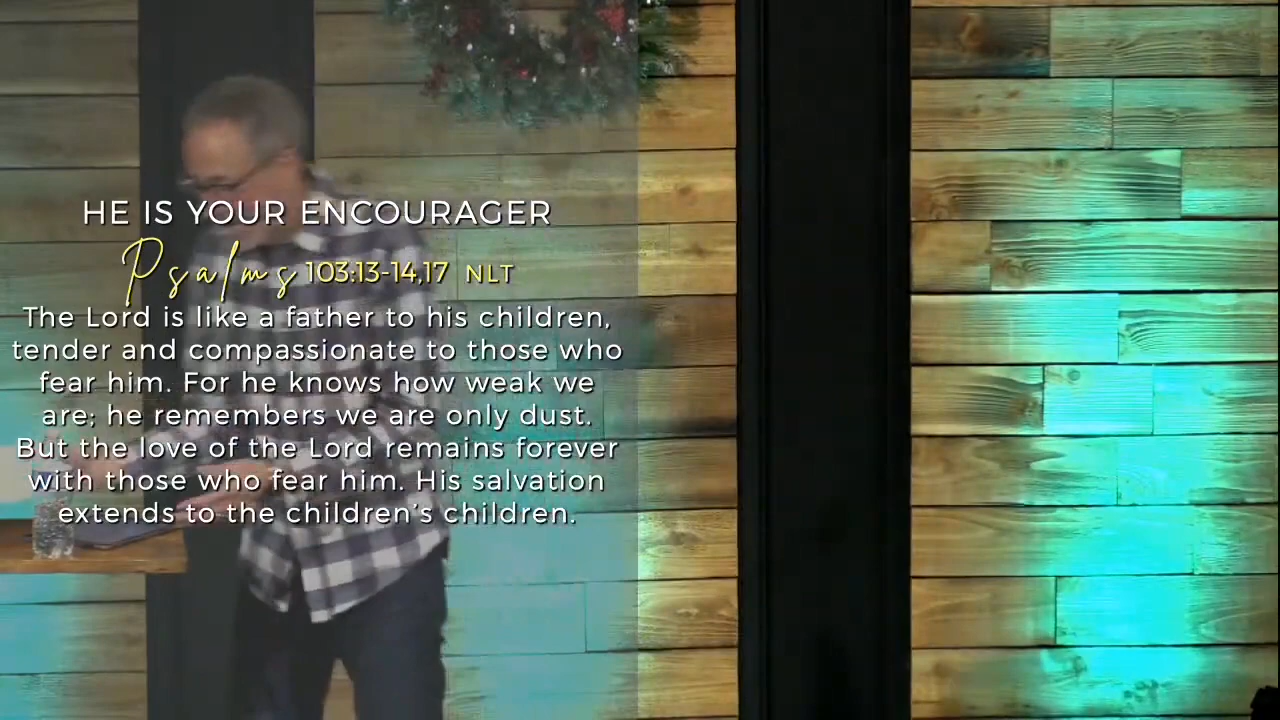 HE IS YOUR ENCOURAGER
Psalms 103:13-14,17 NLT
The Lord is like a father to his children,
tender and compassionate to those who
fear him. For he knows how weak we
are; he remembers we are only dust.
But the love of the Lord remains forever
with those who fear him. His salvation
extends to the children's children.